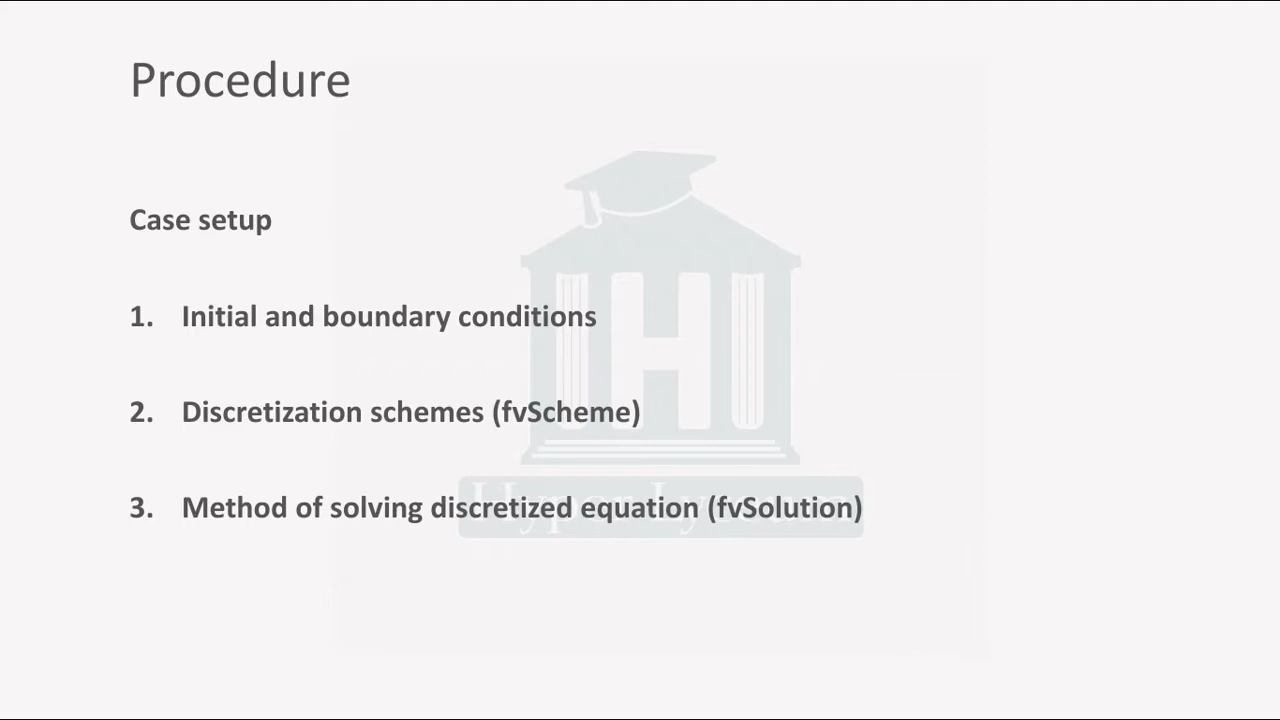 Procedure
Case setup
1. Initial and boundary conditions
2. Discretization schemes (fvScheme)
3. Method of solving discretized equation (fvSolution)
H